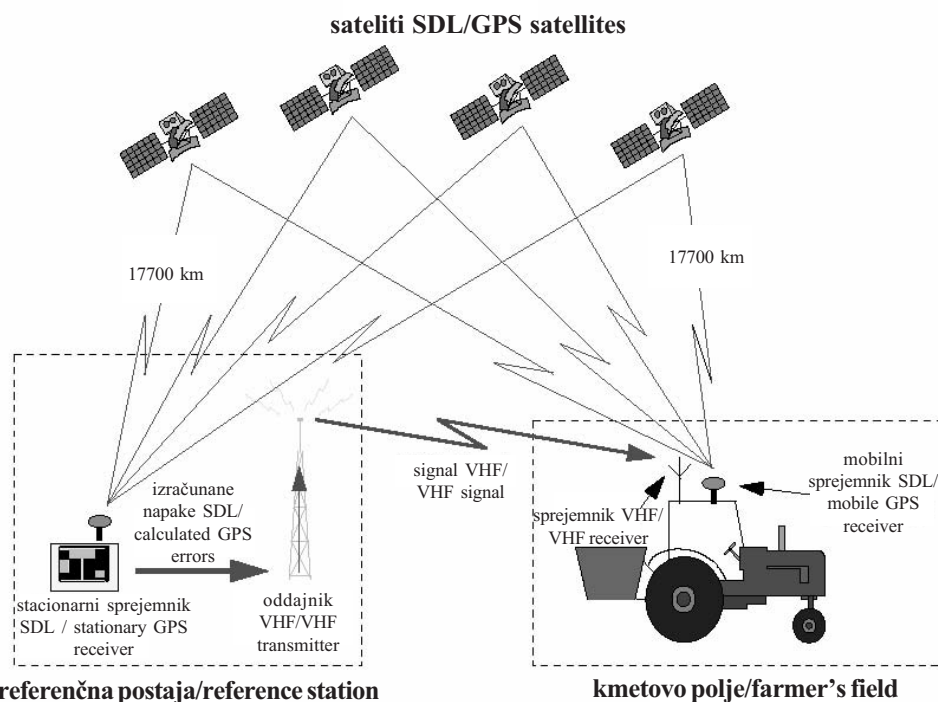 sateliti SDL/GPS satellites
17700 km
17700 km
izračunane
napake SDL/
calculated GPS
errors
signal VHF/
VHF signal
sprejemnik VHF/
VHF receiver
mobilni
sprejemnik SDL/
mobile GPS
receiver
stacionarni sprejemnik
SDL / stationary GPS
receiver
oddajnik
VHF/VHF
transmitter
referenčna postaja/reference station
kmetovo polje/farmer's field